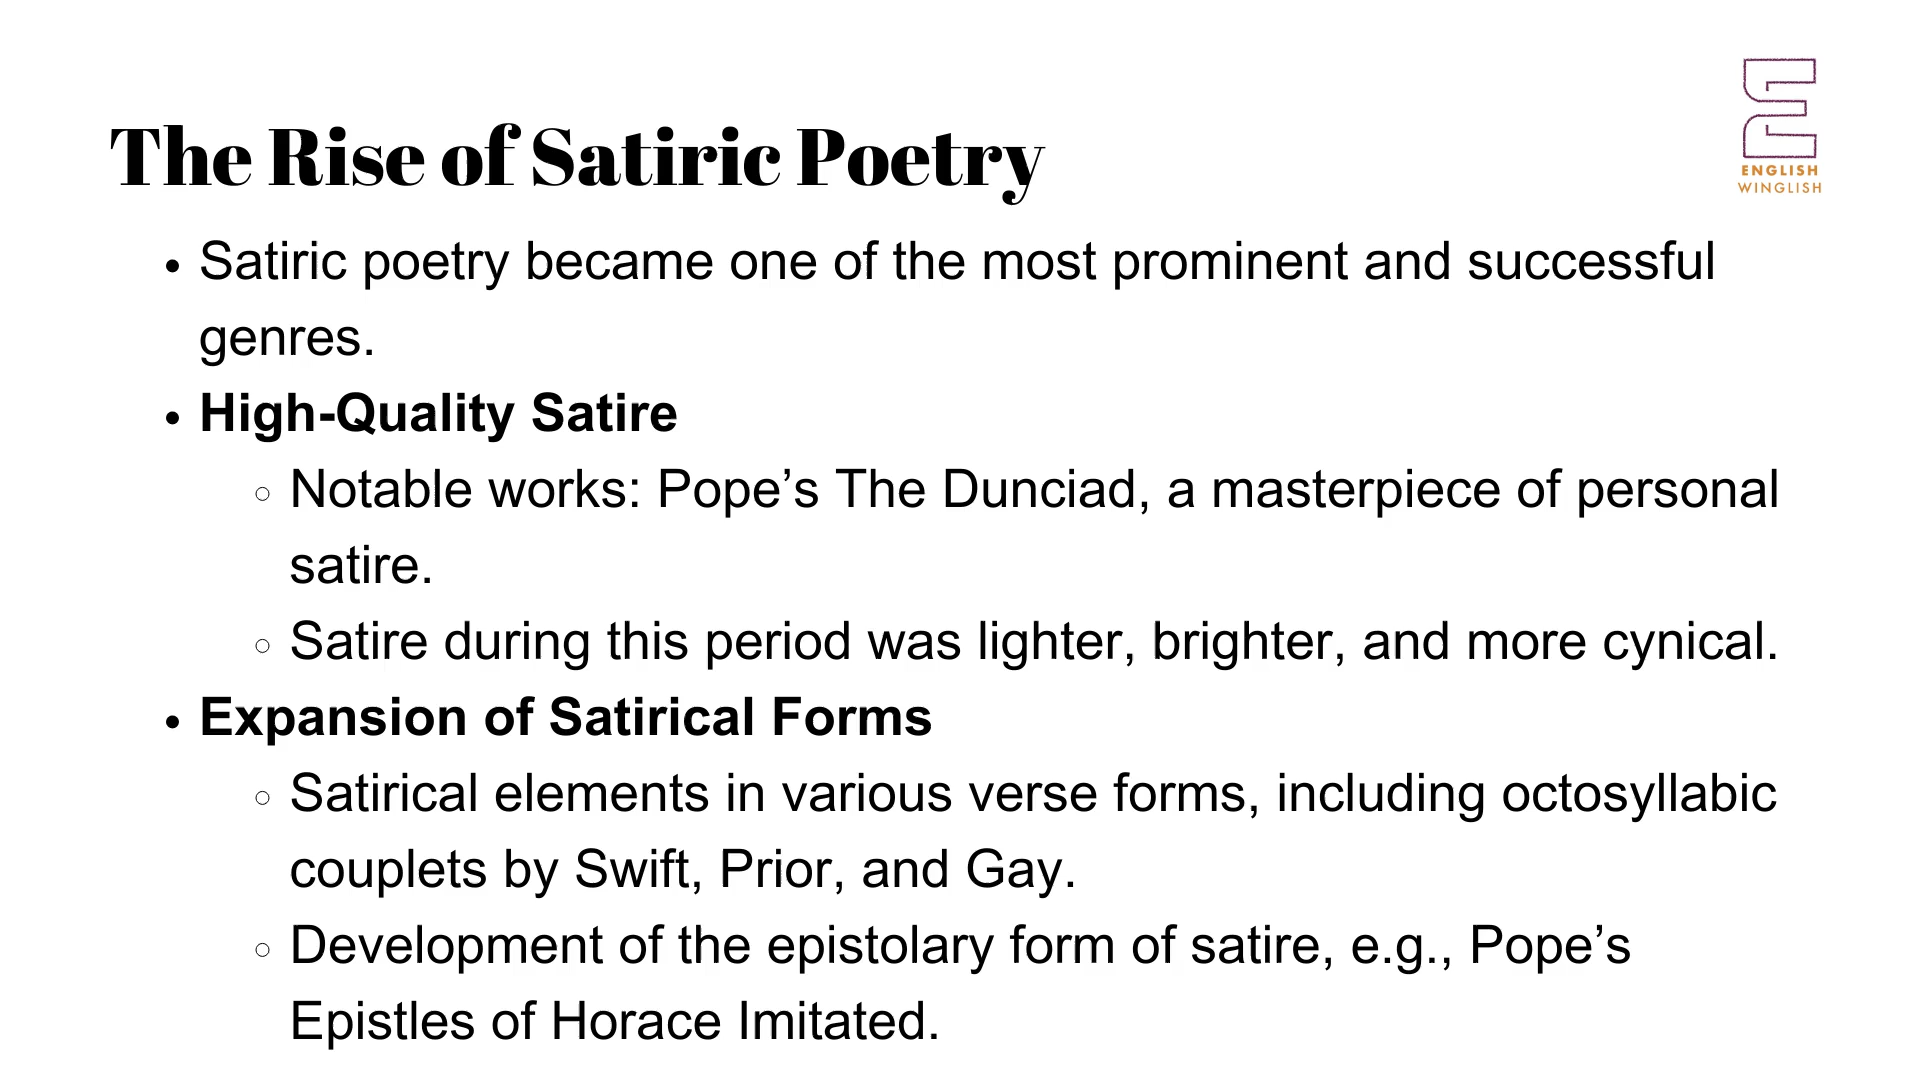 The Rise of Satiric Poetry
ENGLISH
WINGLISH
• Satiric poetry became one of the most prominent and successful
genres.
• High-Quality Satire
○ Notable works: Pope’s The Dunciad, a masterpiece of personal
satire.
○ Satire during this period was lighter, brighter, and more cynical.
• Expansion of Satirical Forms
○ Satirical elements in various verse forms, including octosyllabic
couplets by Swift, Prior, and Gay.
○ Development of the epistolary form of satire, e.g., Pope’s
Epistles of Horace Imitated.